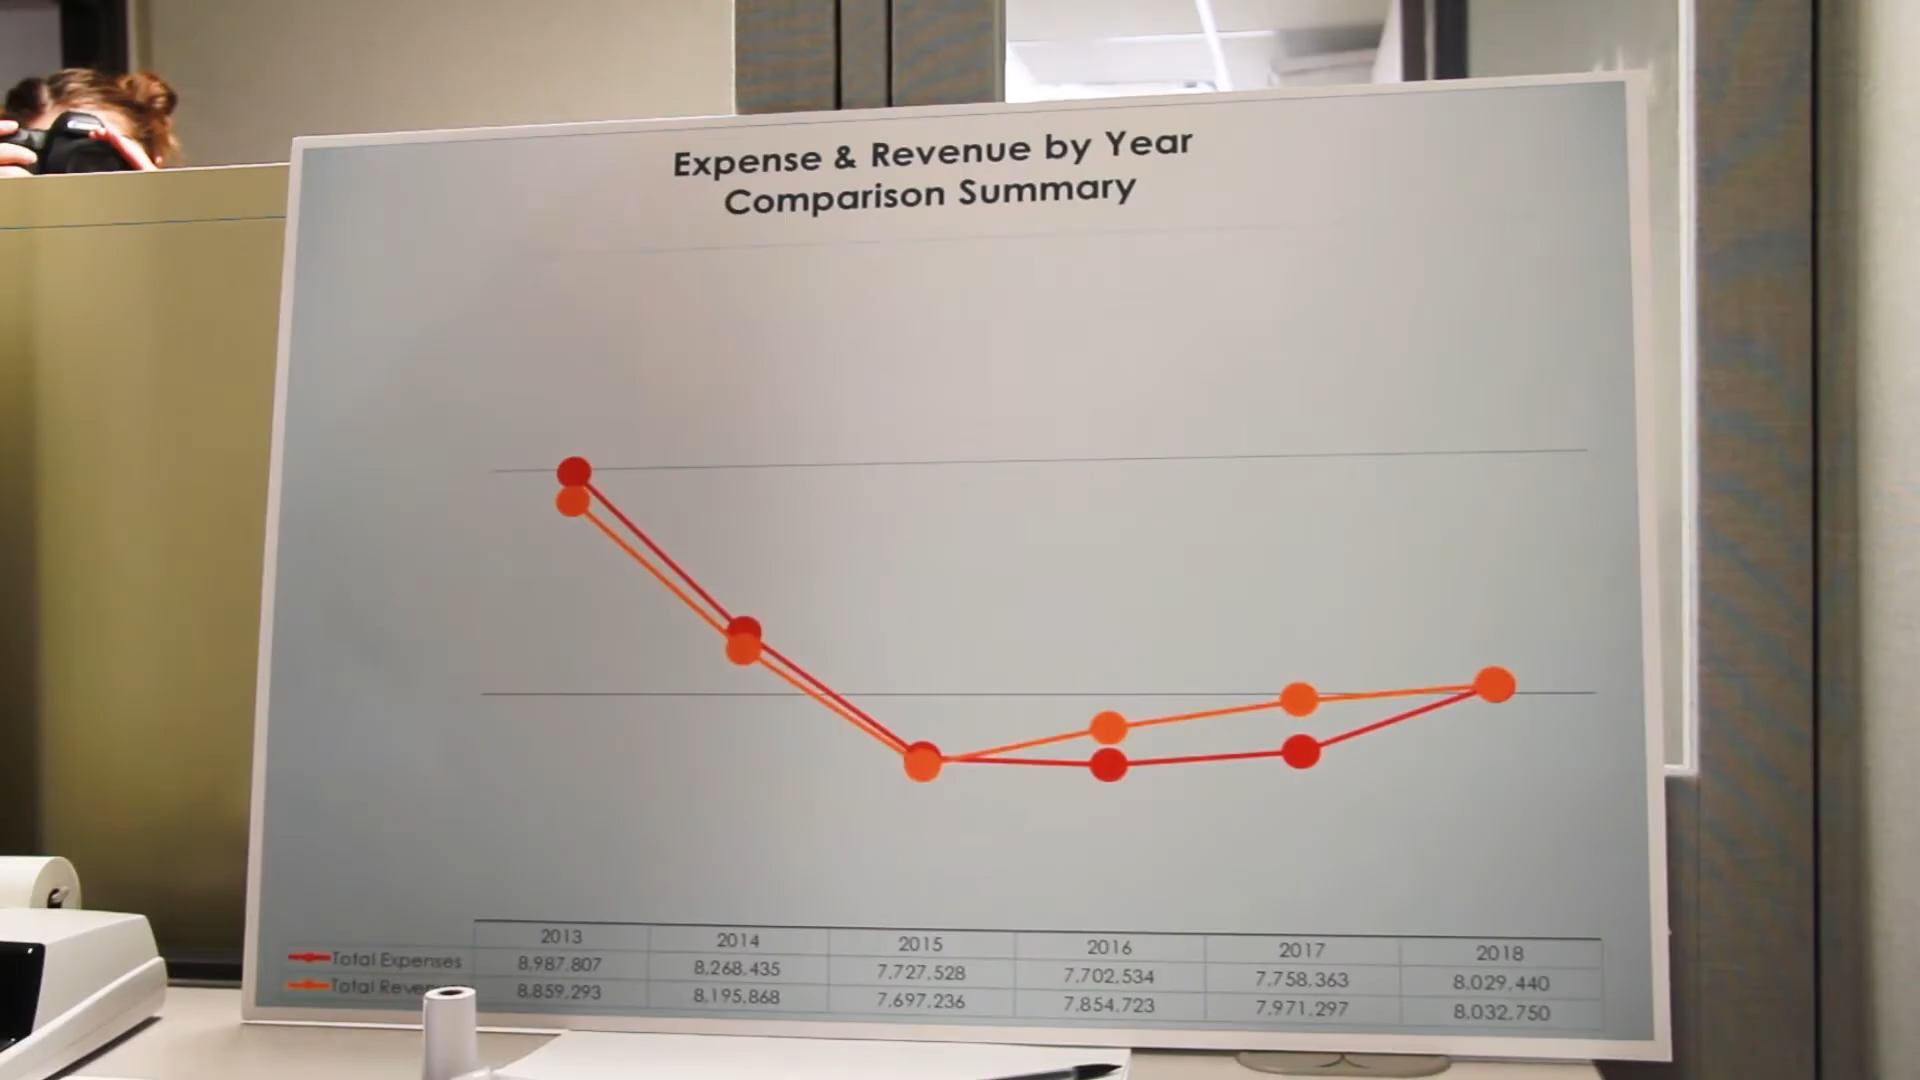 Expense & Revenue by Year
Comparison Summary
2013 2014 2015 2016 2017 2018
Total Expenses 8,987,807 8,268,435 7,727,528 7,702,534 7,758,363 8,029,440
Total 8,859,293 8,195,868 7,697,236 7,854,723 7,971,297 8,032,750